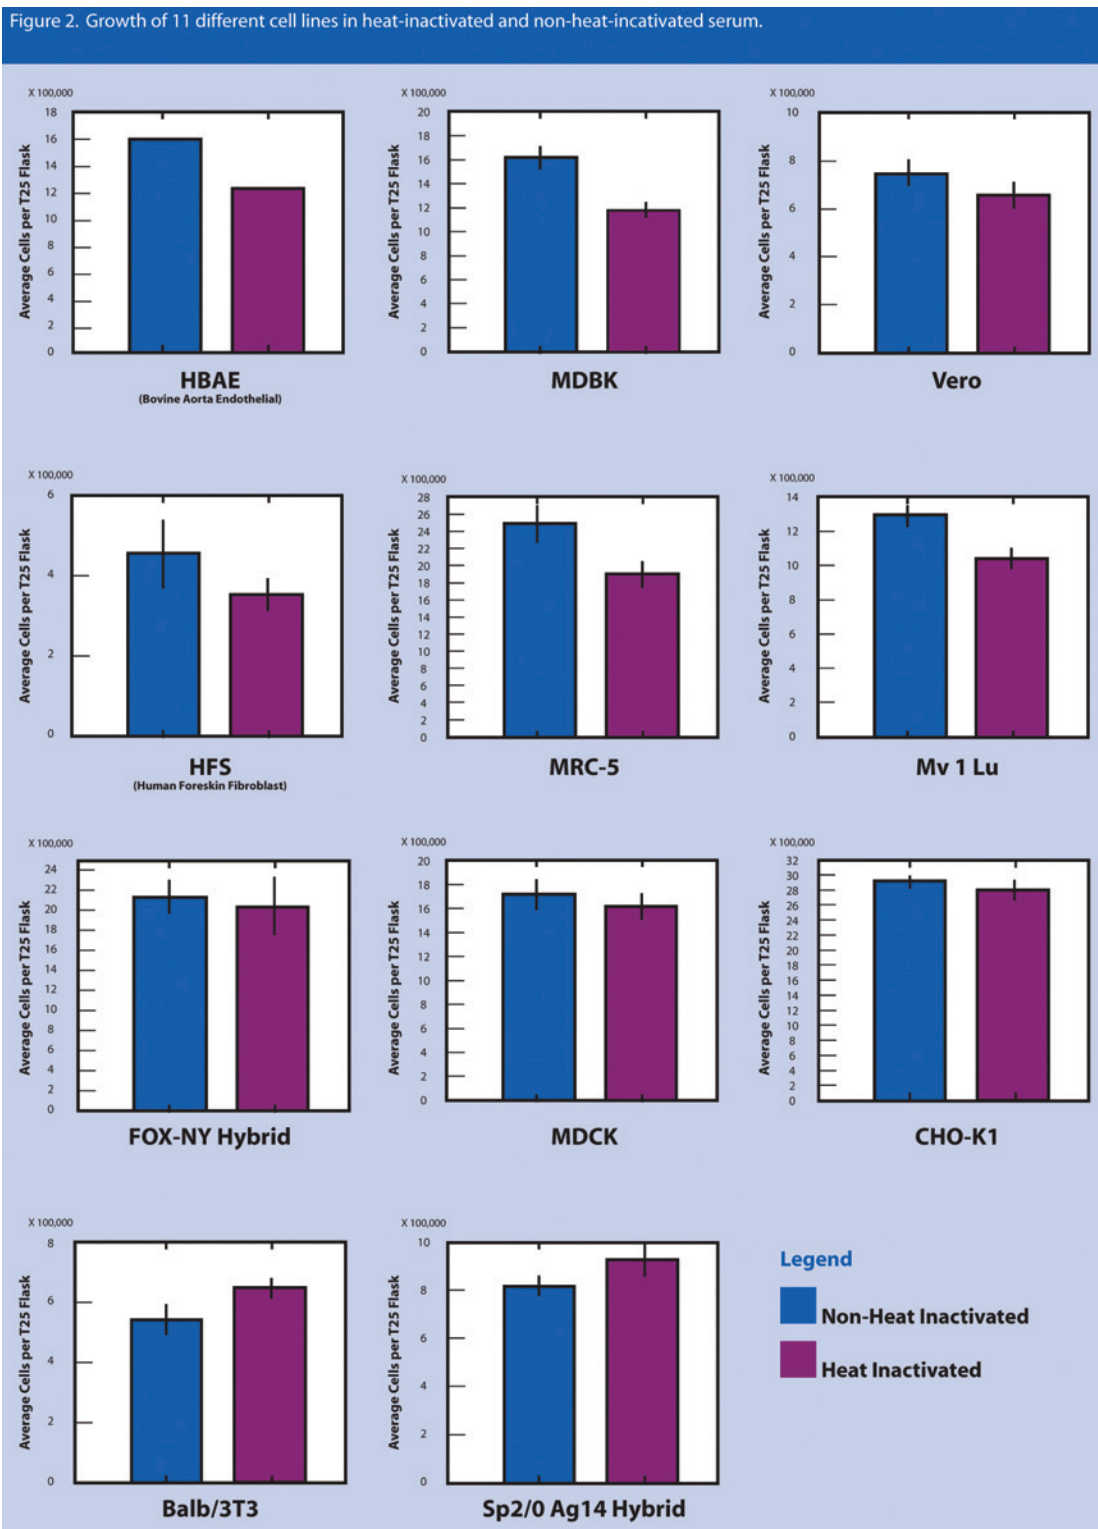 Figure 2. Growth of 11 different cell lines in heat-inactivated and non-heat-incativated serum.
X 100,000
18
16
14
12
10
8
6
4
2
0
Average Cells per T25 Flask
HBAE
(Bovine Aorta Endothelial)
X 100,000
20
18
16
14
12
10
8
6
4
2
0
Average Cells per T25 Flask
MDBK
X 100,000
10
8
6
4
2
0
Average Cells per T25 Flask
Vero
X 100,000
6
4
2
0
Average Cells per T25 Flask
HFS
(Human Foreskin Fibroblast)
X 100,000
28
26
24
22
20
18
16
14
12
10
8
6
4
2
0
Average Cells per T25 Flask
MRC-5
X 100,000
14
12
10
8
6
4
2
0
Average Cells per T25 Flask
Mv 1 Lu
X 100,000
24
22
20
18
16
14
12
10
8
6
4
2
0
Average Cells per T25 Flask
FOX-NY Hybrid
X 100,000
20
18
16
14
12
10
8
6
4
2
0
Average Cells per T25 Flask
MDCK
X 100,000
32
30
28
26
24
22
20
18
16
14
12
10
8
6
4
2
0
Average Cells per T25 Flask
CHO-K1
X 100,000
8
6
4
2
0
Average Cells per T25 Flask
Balb/3T3
X 100,000
10
8
6
4
2
0
Average Cells per T25 Flask
Sp2/0 Ag14 Hybrid
Legend
Non-Heat Inactivated
Heat Inactivated